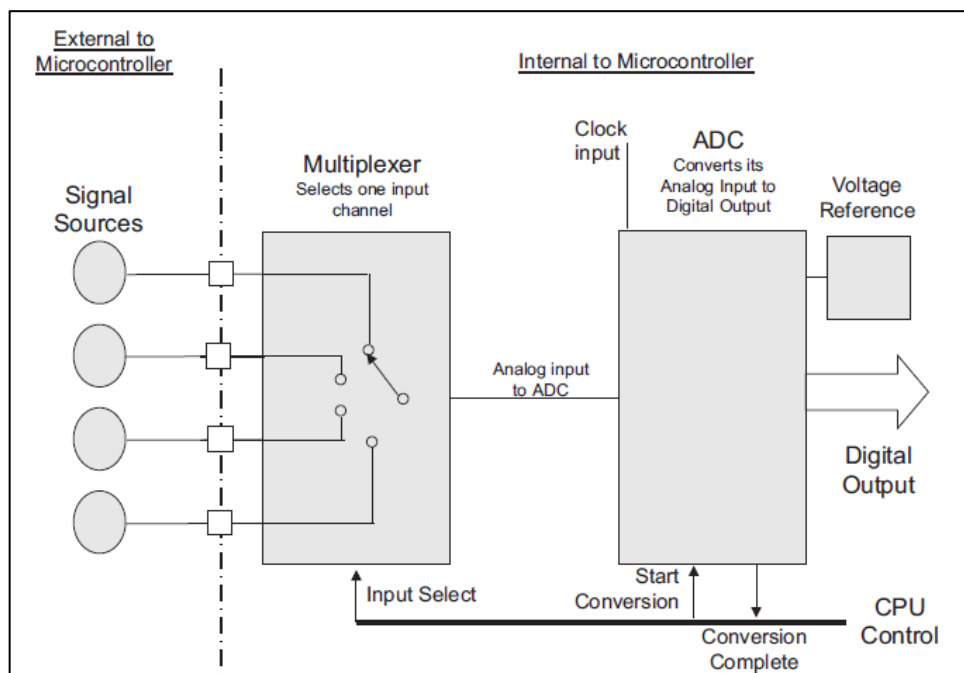 External to
Microcontroller
Internal to Microcontroller
Signal
Sources
Multiplexer
Selects one input
channel
Clock
input
ADC
Converts its
Analog Input to
Digital Output
Voltage
Reference
Analog input
to ADC
Digital
Output
Input Select
Start
Conversion
Conversion
Complete
CPU
Control